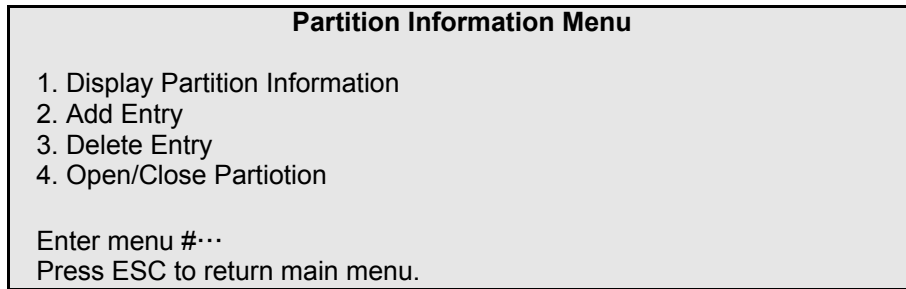 Partition Information Menu
1. Display Partition Information
2. Add Entry
3. Delete Entry
4. Open/Close Partiotion
Enter menu #⋯
Press ESC to return main menu.